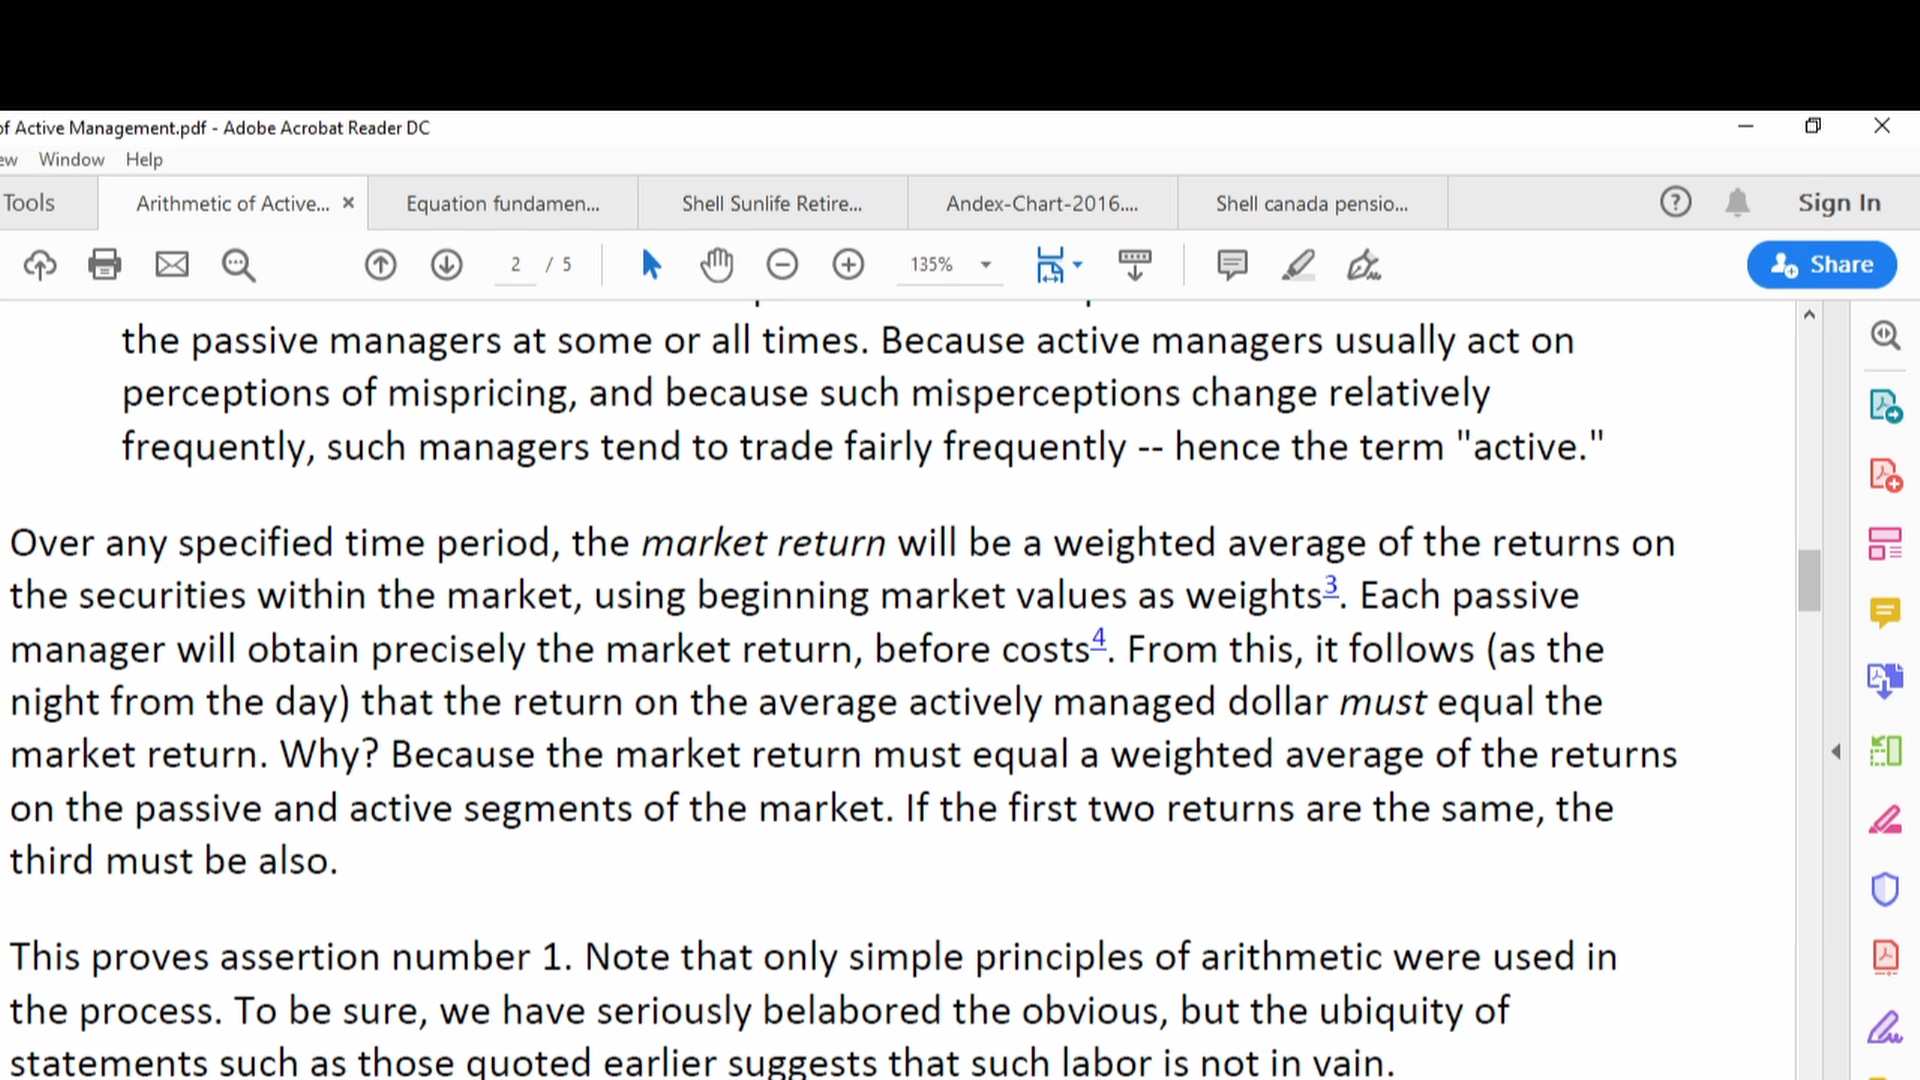 of Active Management.pdf - Adobe Acrobat Reader DC
ew Window Help
Tools Arithmetic of Active... Equation fundamen... Shell Sunlife Retire... Andex-Chart-2016.... Shell canada pensio... Sign In
2 / 5 135% Share
the passive managers at some or all times. Because active managers usually act on
perceptions of mispricing, and because such misperceptions change relatively
frequently, such managers tend to trade fairly frequently -- hence the term "active."
Over any specified time period, the market return will be a weighted average of the returns on
the securities within the market, using beginning market values as weights3. Each passive
manager will obtain precisely the market return, before costs4. From this, it follows (as the
night from the day) that the return on the average actively managed dollar must equal the
market return. Why? Because the market return must equal a weighted average of the returns
on the passive and active segments of the market. If the first two returns are the same, the
third must be also.
This proves assertion number 1. Note that only simple principles of arithmetic were used in
the process. To be sure, we have seriously belabored the obvious, but the ubiquity of
statements such as those quoted earlier suggests that such labor is not in vain.